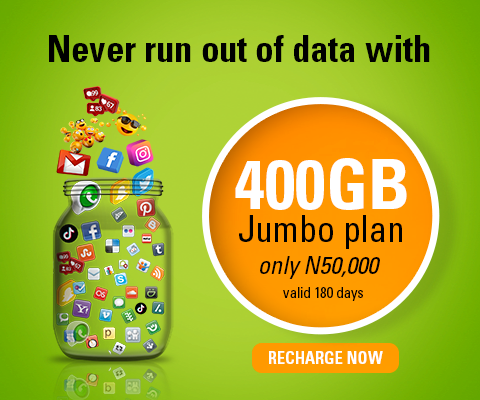 Never run out of data with
400GB
Jumbo plan
only N50,000
valid 180 days
RECHARGE NOW